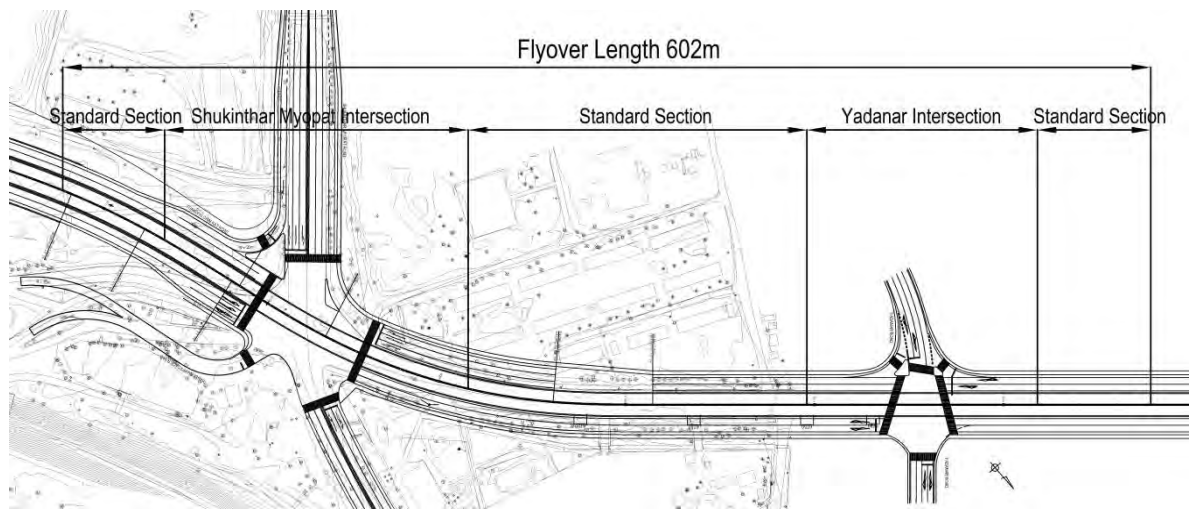 Flyover Length 602m
Standard Section
Shukinthar Myopat Intersection
Standard Section
Yadanar Intersection
Standard Section